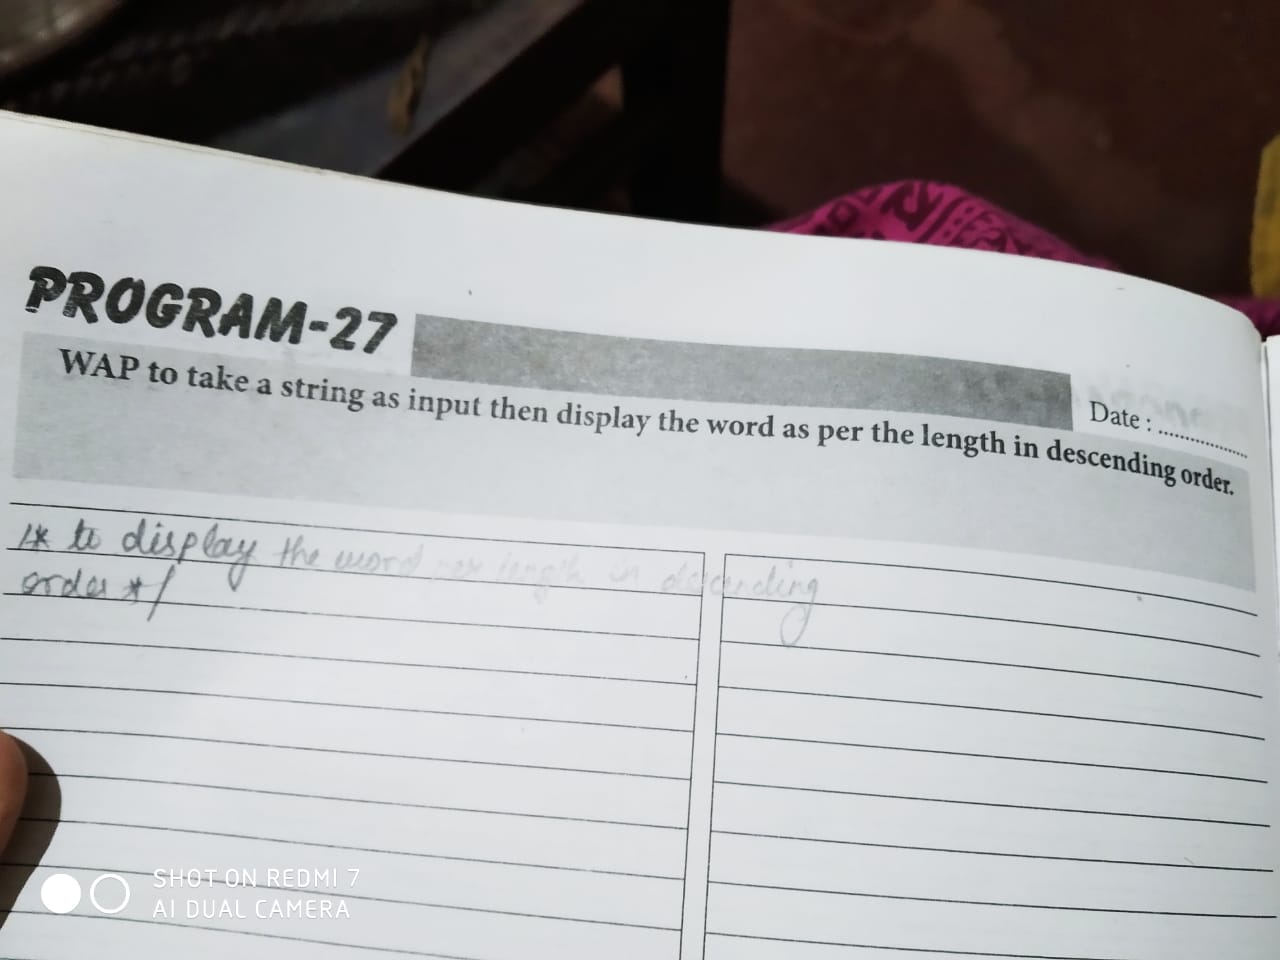 PROGRAM-27
Date : ..................
WAP to take a string as input then display the word as per the length in descending order.
/* to display the word per length in descending
order */
SHOT ON REDMI 7
AI DUAL CAMERA